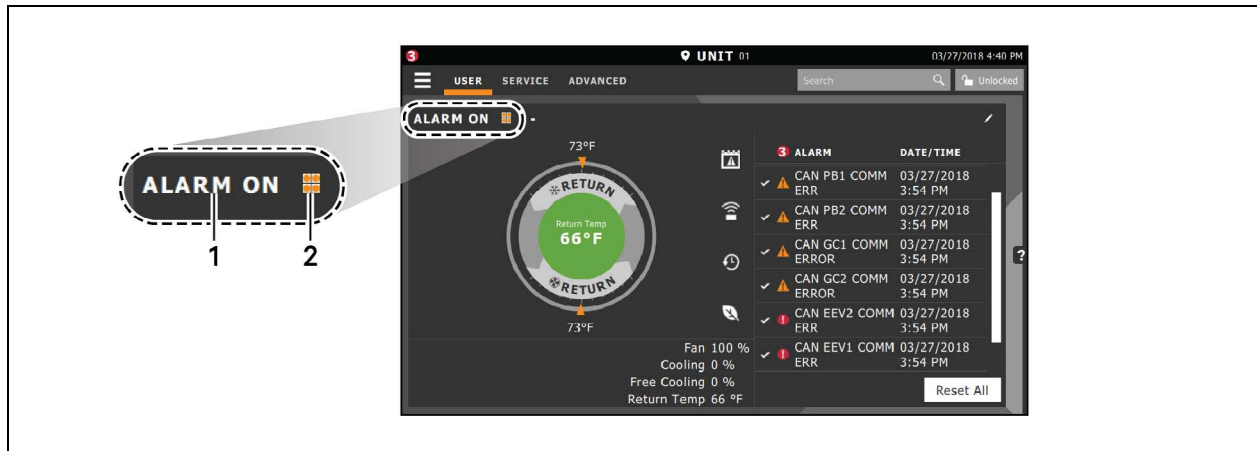 3
UNIT 01
03/27/2018 4:40 PM
USER SERVICE ADVANCED
Search
Unlocked
ALARM ON -
ALARM ON
1 2
73°F
RETURN
Return Temp
66°F
RETURN
73°F
Fan 100 %
Cooling 0 %
Free Cooling 0 %
Return Temp 66 °F
3 ALARM DATE/TIME
CAN PB1 COMM 03/27/2018
ERR 3:54 PM
CAN PB2 COMM 03/27/2018
ERR 3:54 PM
CAN GC1 COMM 03/27/2018
ERROR 3:54 PM
CAN GC2 COMM 03/27/2018
ERROR 3:54 PM
CAN EEV2 COMM 03/27/2018
ERR 3:54 PM
CAN EEV1 COMM 03/27/2018
ERR 3:54 PM
Reset All
?